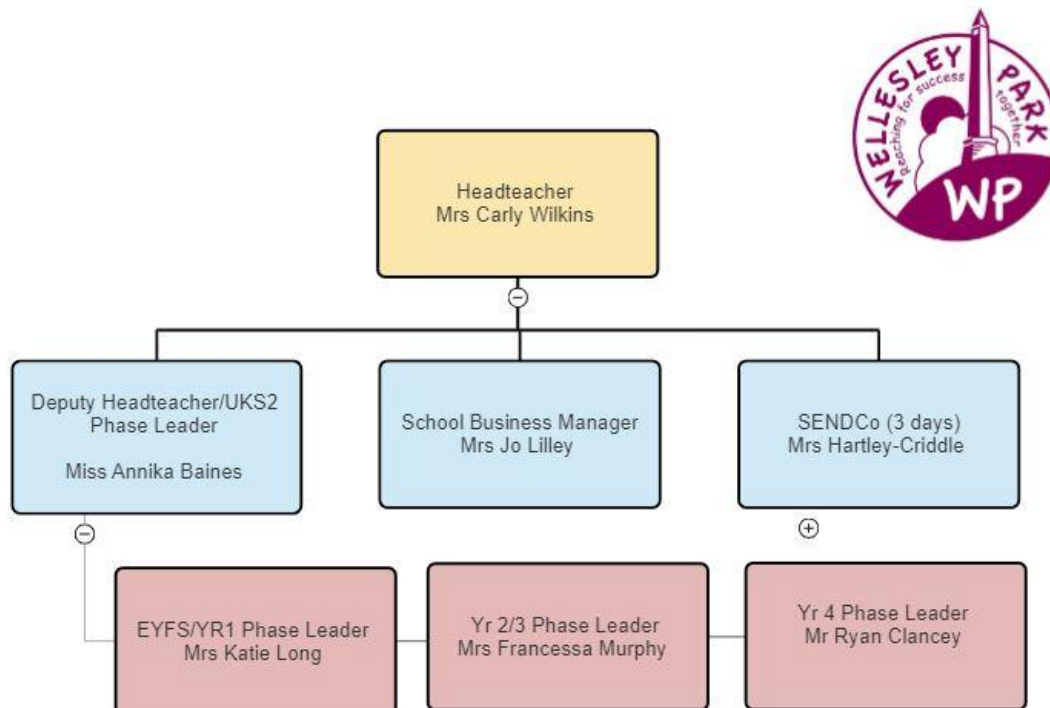 WELLESLEY PARK
Reaching for success together
WP
Headteacher
Mrs Carly Wilkins
Deputy Headteacher/UKS2
Phase Leader
Miss Annika Baines
School Business Manager
Mrs Jo Lilley
SENDCo (3 days)
Mrs Hartley-Criddle
EYFS/YR1 Phase Leader
Mrs Katie Long
Yr 2/3 Phase Leader
Mrs Francessa Murphy
Yr 4 Phase Leader
Mr Ryan Clancey